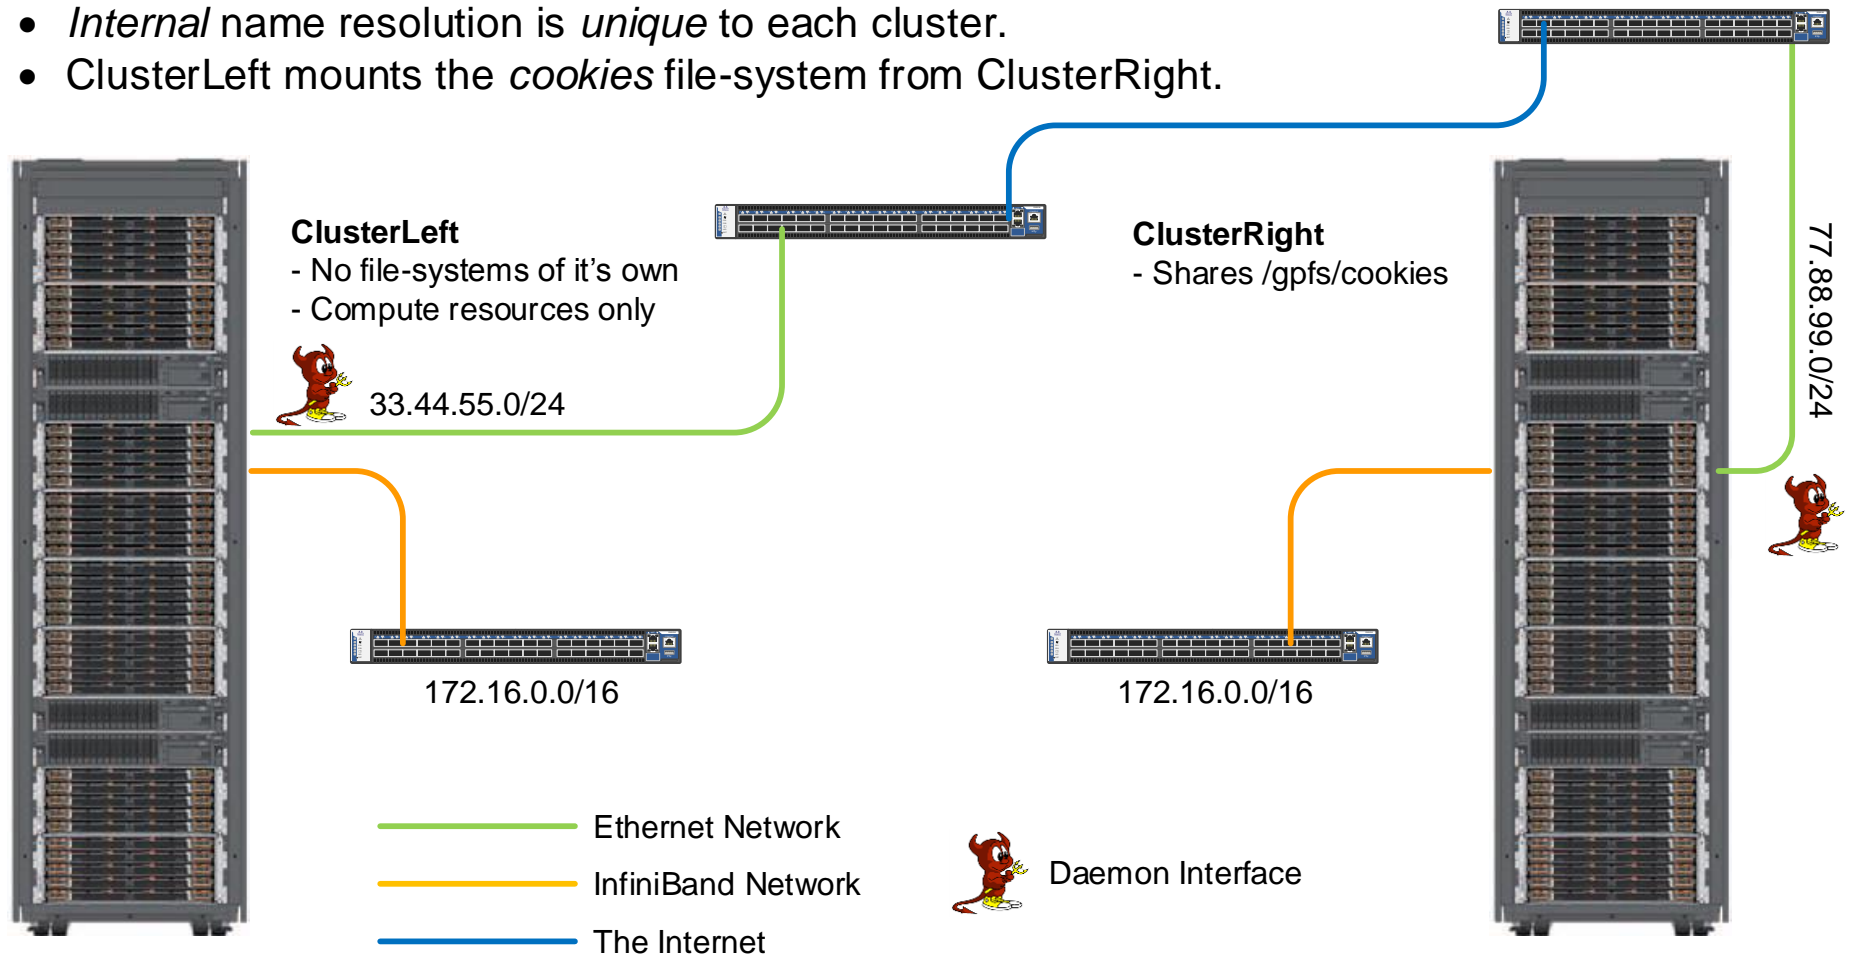 • Internal name resolution is unique to each cluster.
• ClusterLeft mounts the cookies file-system from ClusterRight.
ClusterLeft
- No file-systems of it's own
- Compute resources only
33.44.55.0/24
ClusterRight
- Shares /gpfs/cookies
77.88.99.0/24
172.16.0.0/16
172.16.0.0/16
Ethernet Network
InfiniBand Network
The Internet
Daemon Interface